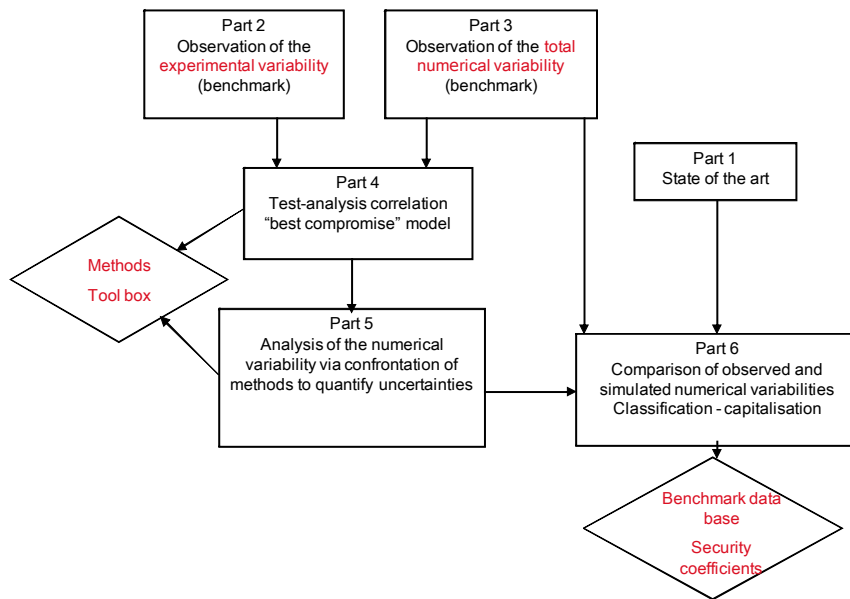 Part 2
Observation of the
experimental variability
(benchmark)
Part 3
Observation of the total
numerical variability
(benchmark)
Part 1
State of the art
Part 4
Test-analysis correlation
“best compromise” model
Methods
Tool box
Part 5
Analysis of the numerical
variability via confrontation of
methods to quantify uncertainties
Part 6
Comparison of observed and
simulated numerical variabilities
Classification - capitalisation
Benchmark data
base
Security
coefficients